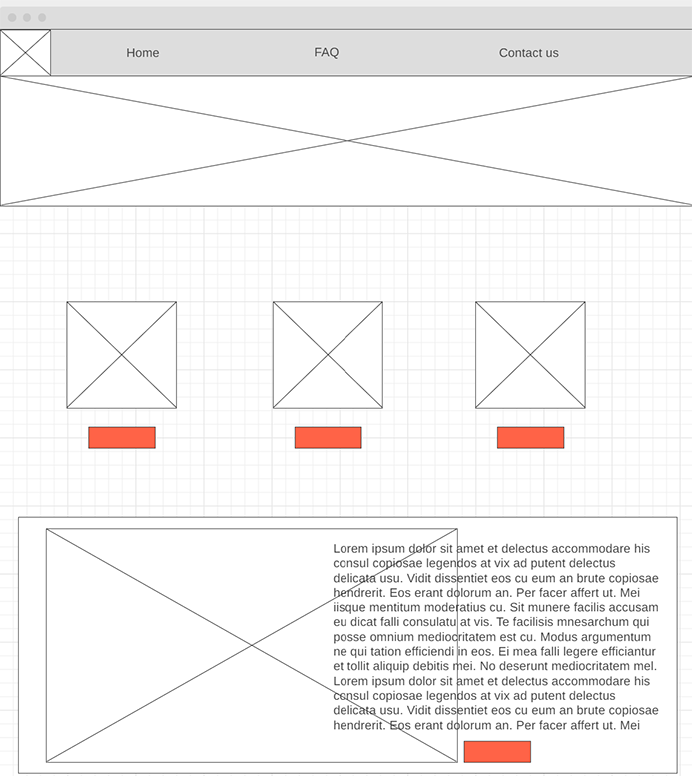 Home
FAQ
Contact us
Lorem ipsum dolor sit amet et delectus accommodare his
consul copiosae legendos at vix ad putent delectus
delicata usu. Vidit dissentiet eos cu eum an brute copiosae
hendrerit. Eos erant dolorum an. Per facer affert ut. Mei
iisque mentitum moderatius cu. Sit munere facilis accusam
eu dicat falli consulatu at vis. Te facilisis mnesarchum qui
posse omnium mediocritatem est cu. Modus argumentum
ne qui tation efficiendi in eos. Ei mea falli legere efficiantur
et tollit aliquip debitis mei. No deserunt mediocritatem mel.
Lorem ipsum dolor sit amet et delectus accommodare his
consul copiosae legendos at vix ad putent delectus
delicata usu. Vidit dissentiet eos cu eum an brute copiosae
hendrerit. Eos erant dolorum an. Per facer affert ut. Mei